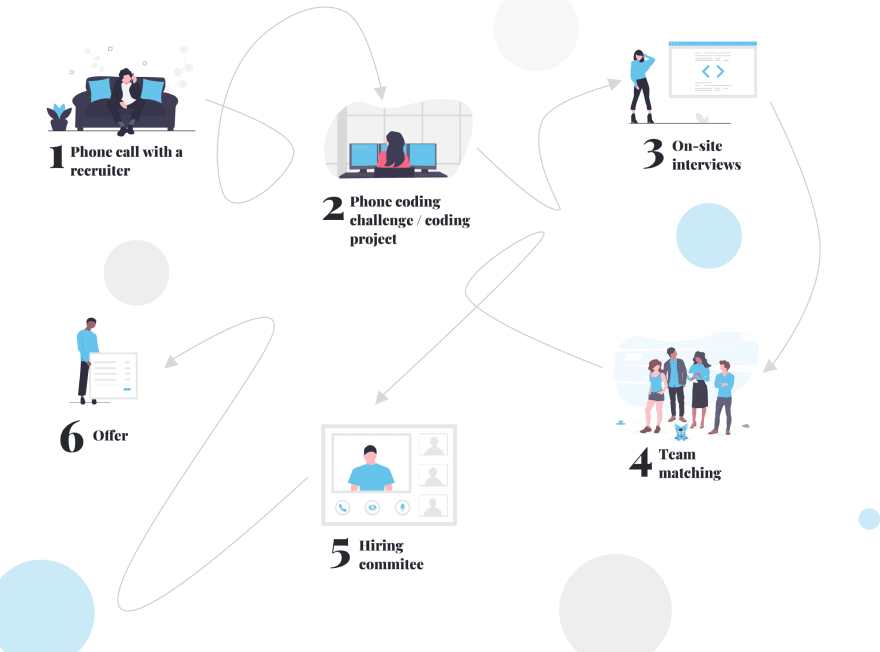 1 Phone call with a
recruiter
2 Phone coding
challenge / coding
project
3 On-site
interviews
4 Team
matching
5 Hiring
commitee
6 Offer